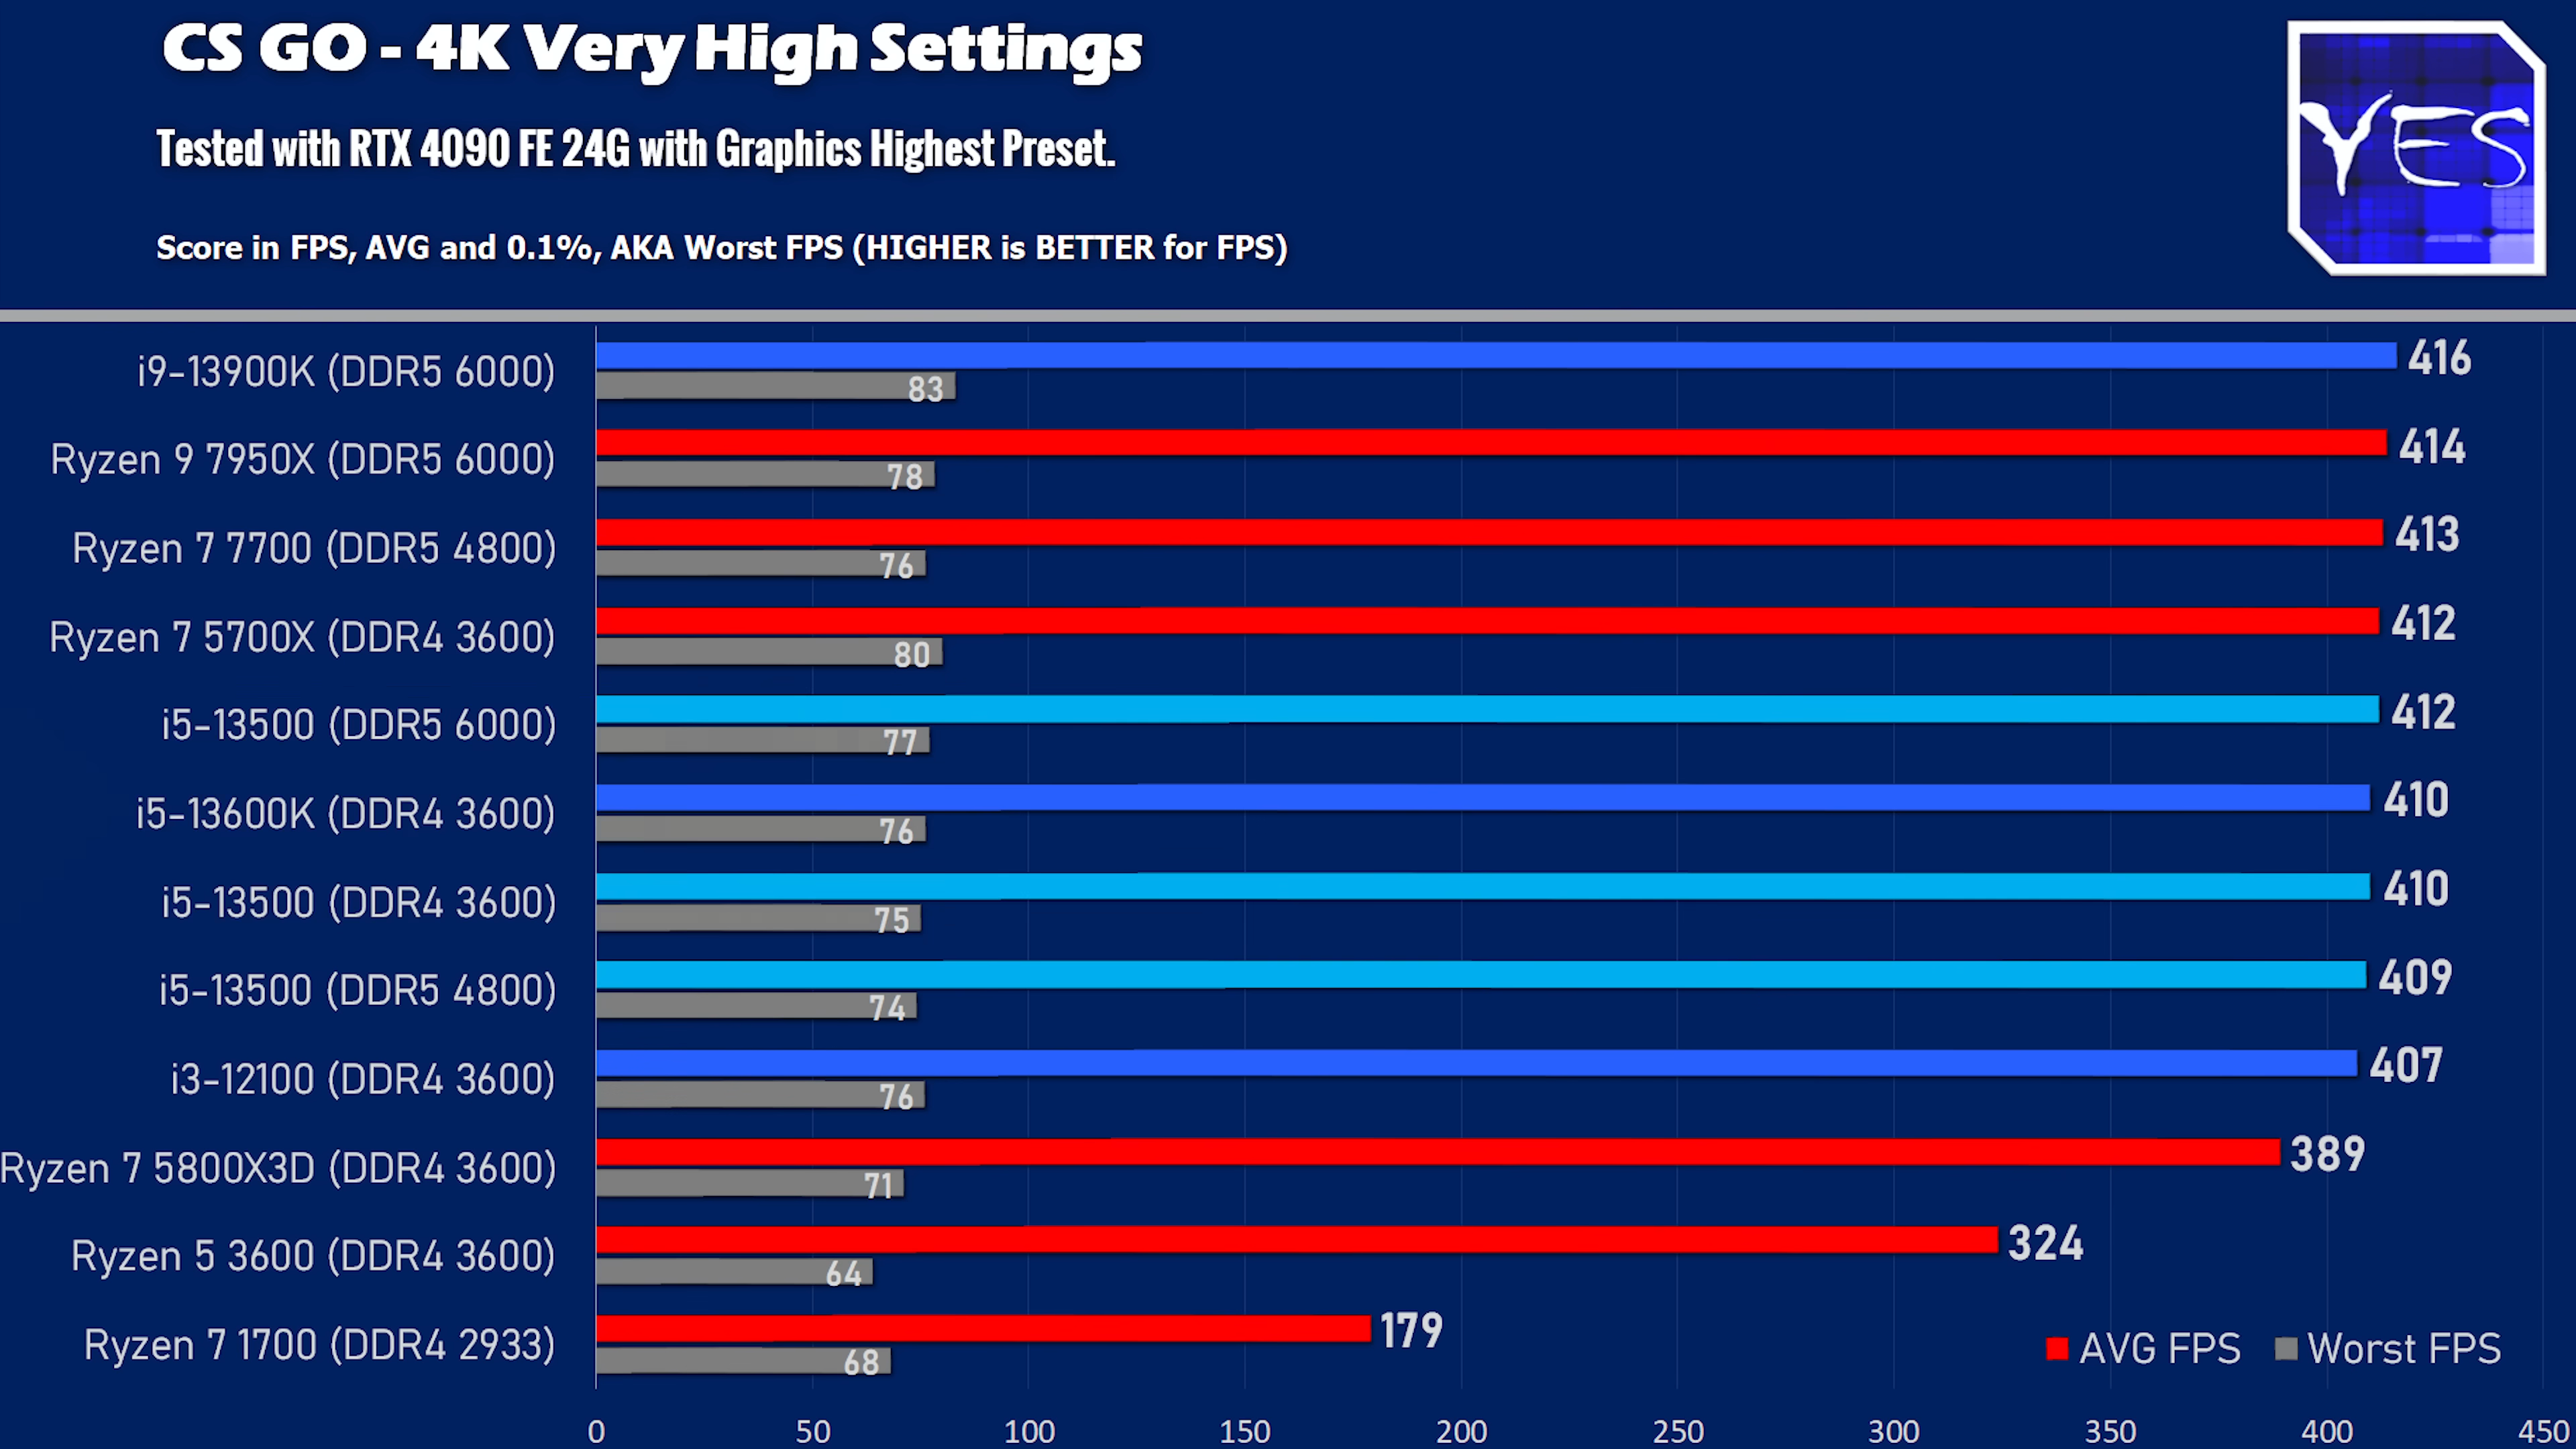 CS GO - 4K Very High Settings
Tested with RTX 4090 FE 24G with Graphics Highest Preset.
Score in FPS, AVG and 0.1%, AKA Worst FPS (HIGHER is BETTER for FPS)
YES
i9-13900K (DDR5 6000)
416
83
Ryzen 9 7950X (DDR5 6000)
414
78
Ryzen 7 7700 (DDR5 4800)
413
76
Ryzen 7 5700X (DDR4 3600)
412
80
i5-13500 (DDR5 6000)
412
77
i5-13600K (DDR4 3600)
410
76
i5-13500 (DDR4 3600)
410
75
i5-13500 (DDR5 4800)
409
74
i3-12100 (DDR4 3600)
407
76
Ryzen 7 5800X3D (DDR4 3600)
389
71
Ryzen 5 3600 (DDR4 3600)
324
64
Ryzen 7 1700 (DDR4 2933)
179
68
AVG FPS Worst FPS
0 50 100 150 200 250 300 350 400 450